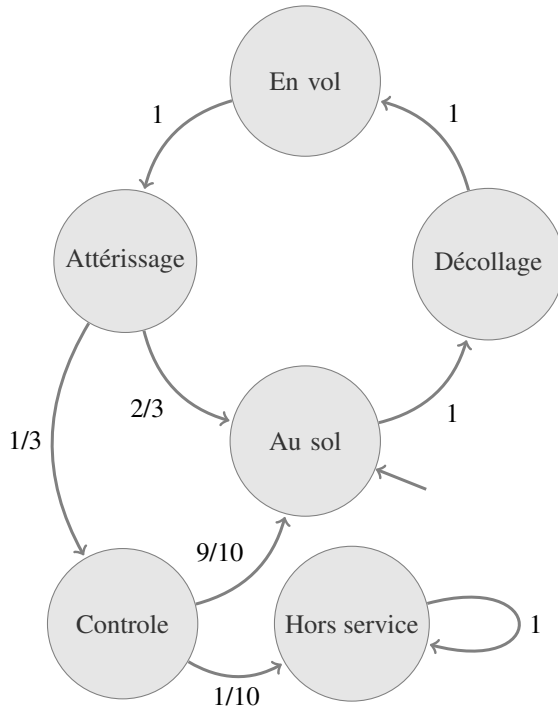 En vol
1
1
Attérissage
Décollage
2/3
1
1/3
Au sol
9/10
Controle
Hors service
1
1/10